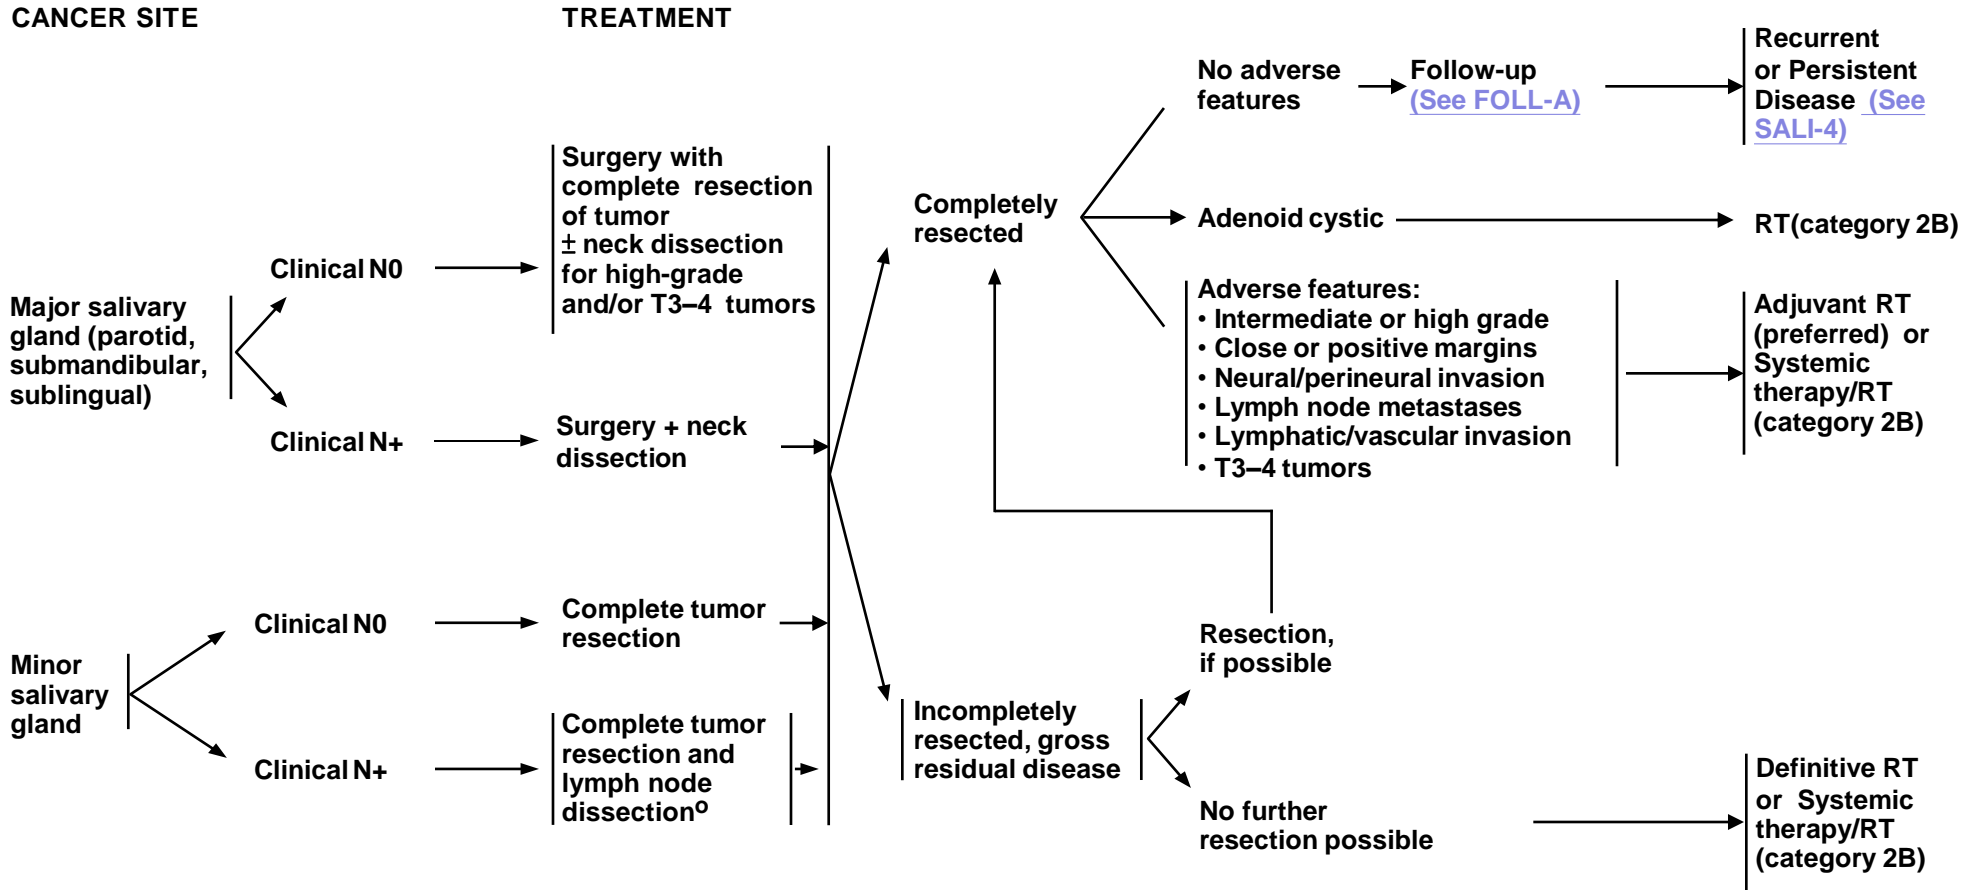 CANCER SITE
TREATMENT
Major salivary
gland (parotid,
submandibular,
sublingual)
Clinical N0
Clinical N+
Surgery with
complete resection
of tumor
± neck dissection
for high-grade
and/or T3–4 tumors
Surgery + neck
dissection
Minor
salivary
gland
Clinical N0
Clinical N+
Complete tumor
resection
Complete tumor
resection and
lymph node
dissectionº
Completely
resected
Incompletely
resected, gross
residual disease
No adverse
features
Follow-up
(See FOLL-A)
Recurrent
or Persistent
Disease (See
SALI-4)
Adenoid cystic
RT(category 2B)
Adverse features:
• Intermediate or high grade
• Close or positive margins
• Neural/perineural invasion
• Lymph node metastases
• Lymphatic/vascular invasion
• T3–4 tumors
Adjuvant RT
(preferred) or
Systemic
therapy/RT
(category 2B)
Resection,
if possible
No further
resection possible
Definitive RT
or Systemic
therapy/RT
(category 2B)